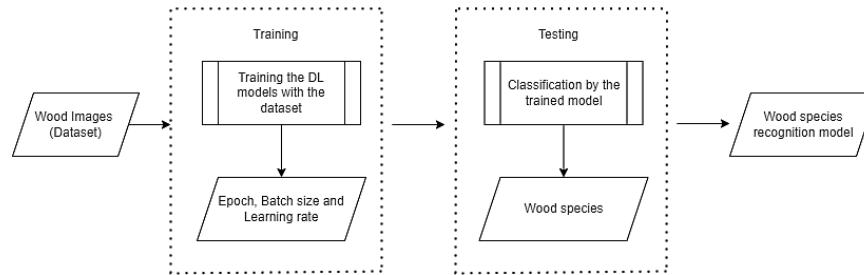 Training
Testing
Training the DL
models with the
dataset
Classification by the
trained model
Wood Images
(Dataset)
Wood species
recognition model
Epoch, Batch size and
Learning rate
Wood species